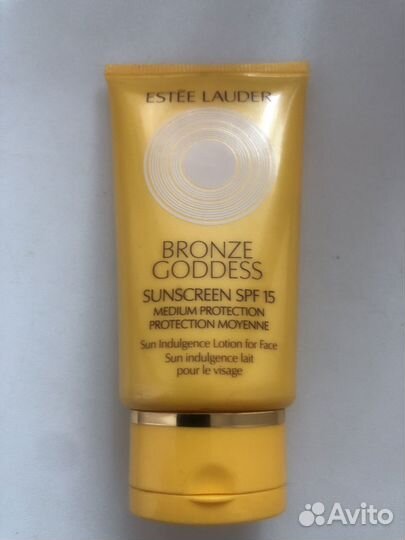 ESTĒE LAUDER
BRONZE
GODDESS
SUNSCREEN SPF 15
MEDIUM PROTECTION
PROTECTION MOYENNE
Sun Indulgence Lotion for Face
Sun indulgence lait
pour le visage
Avito